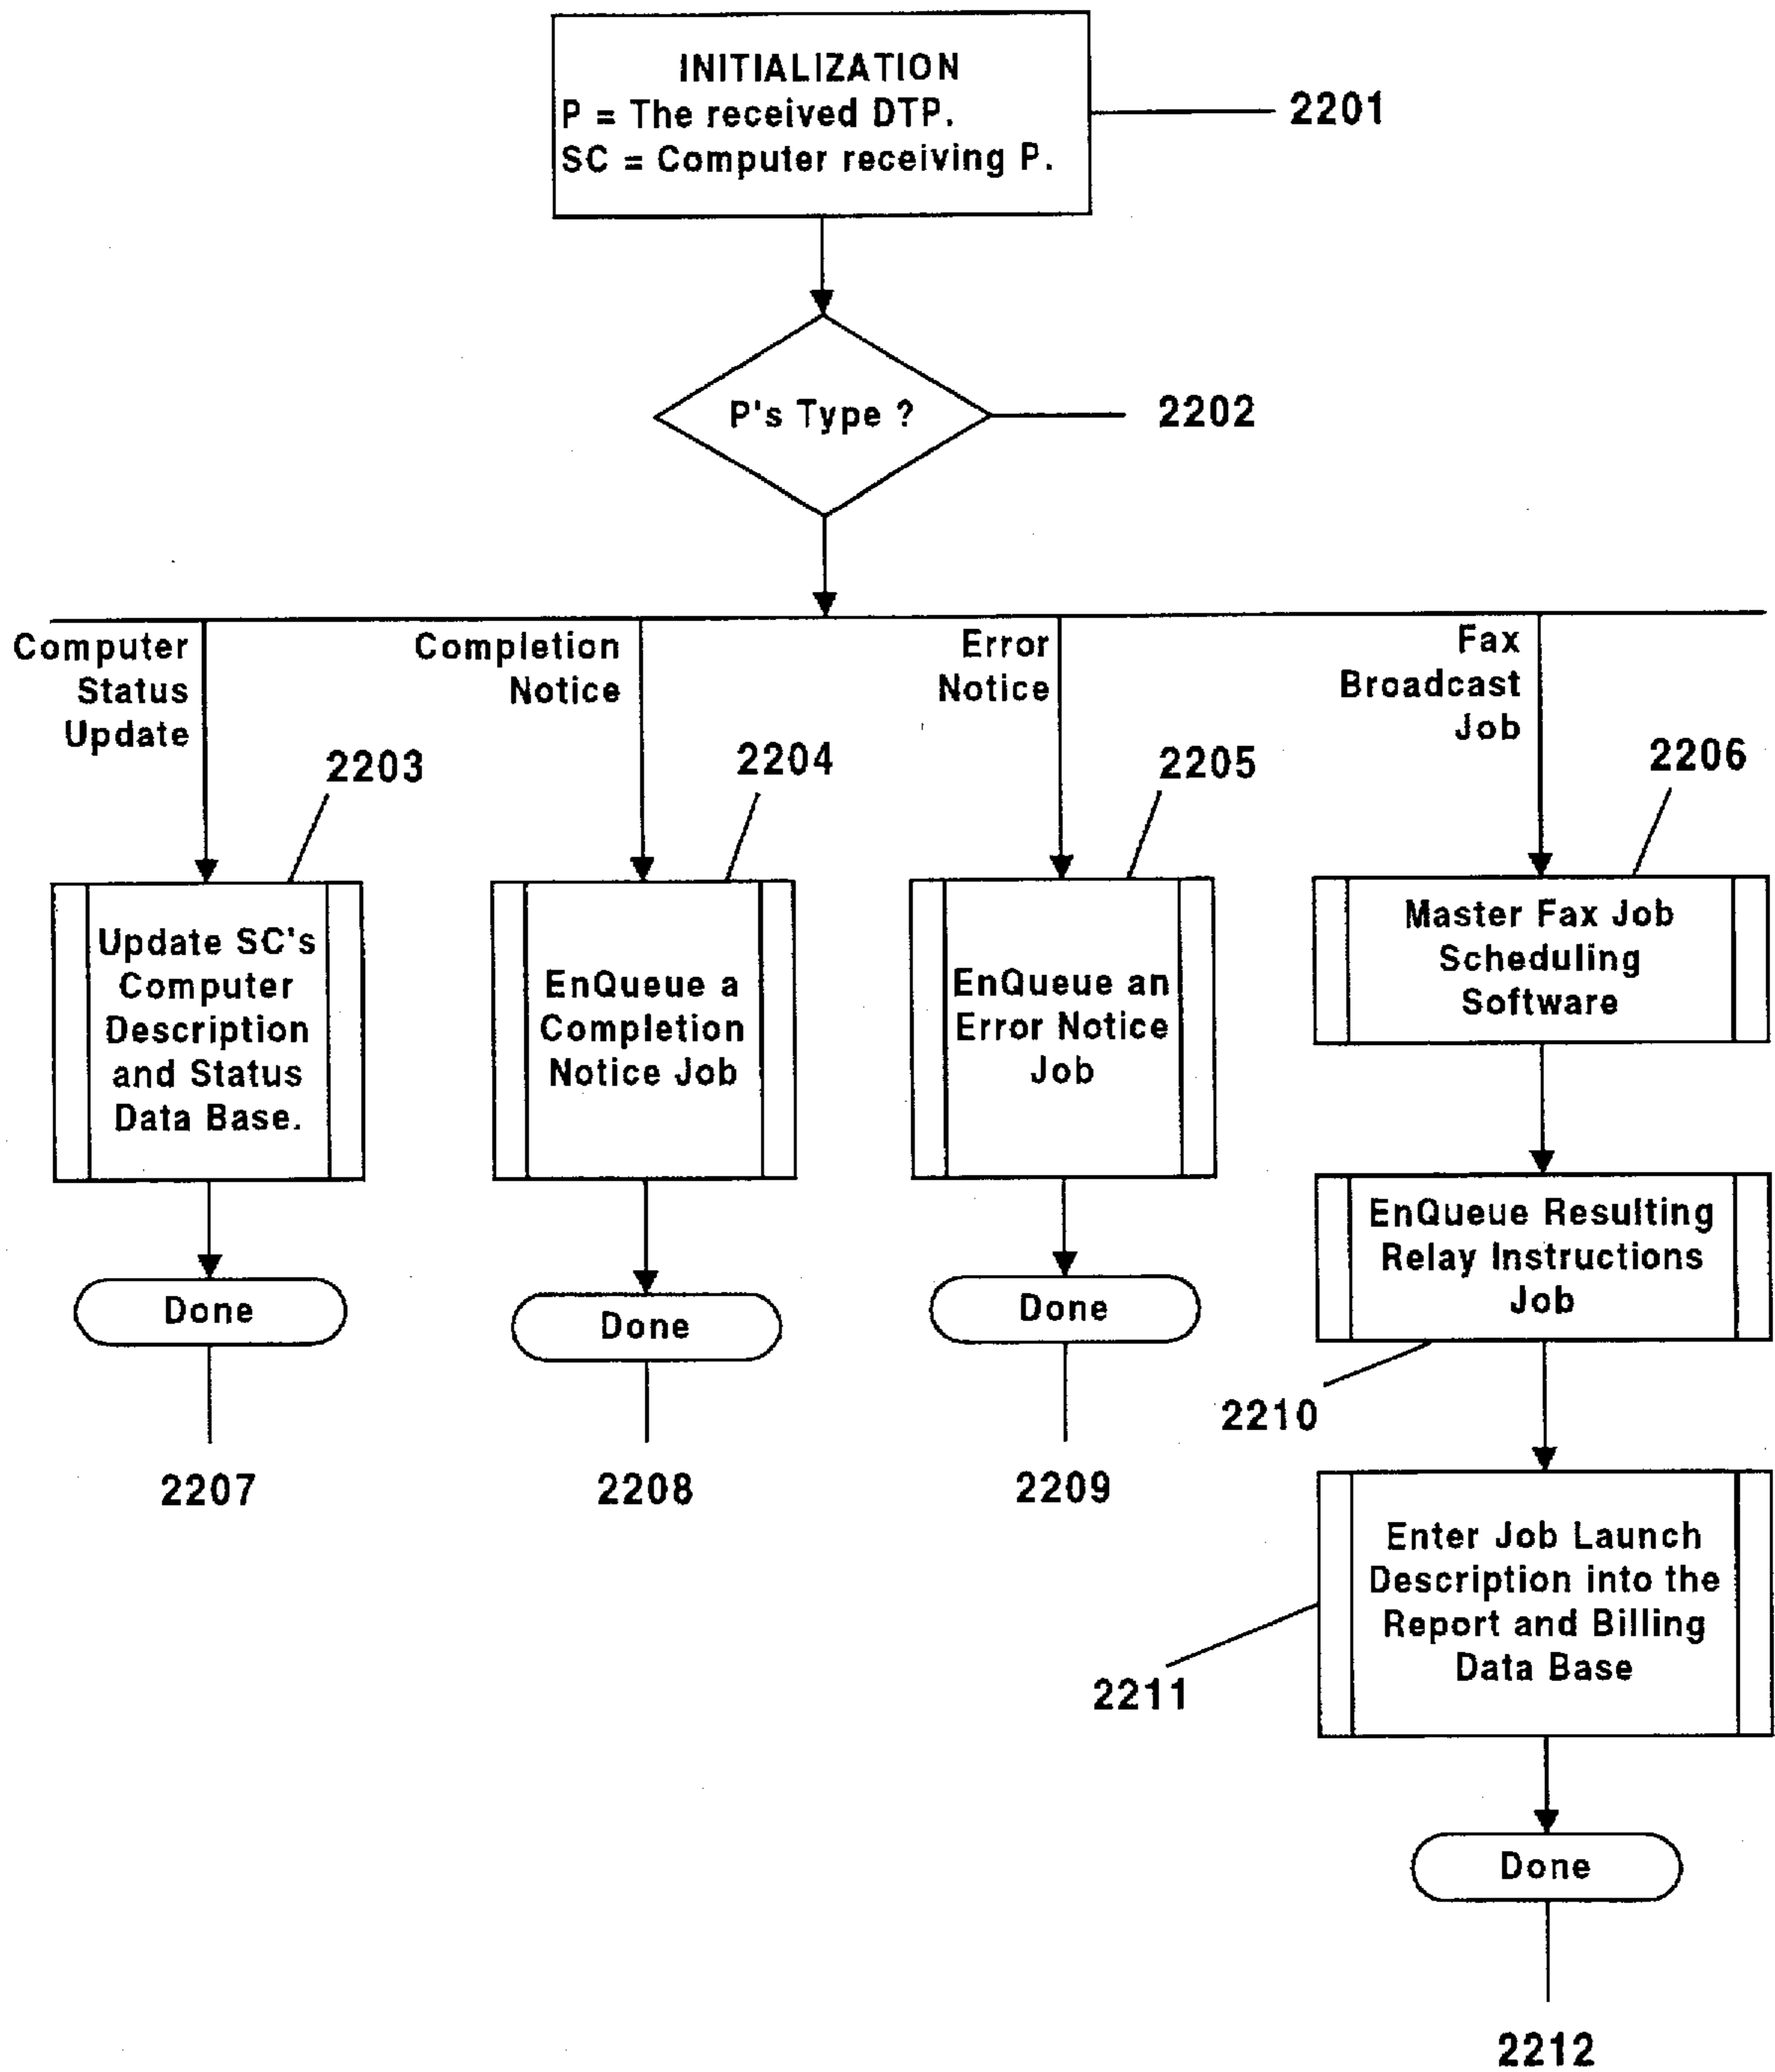 INITIALIZATION
P = The received DTP.
SC = Computer receiving P.
2201
P's Type ?
2202
Computer
Status
Update
Completion
Notice
Error
Notice
Fax
Broadcast
Job
2203
2204
2205
2206
Update SC's
Computer
Description
and Status
Data Base.
EnQueue a
Completion
Notice Job
EnQueue an
Error Notice
Job
Master Fax Job
Scheduling
Software
Done
2207
Done
2208
Done
2209
EnQueue Resulting
Relay Instructions
Job
2210
Enter Job Launch
Description into the
Report and Billing
Data Base
2211
Done
2212